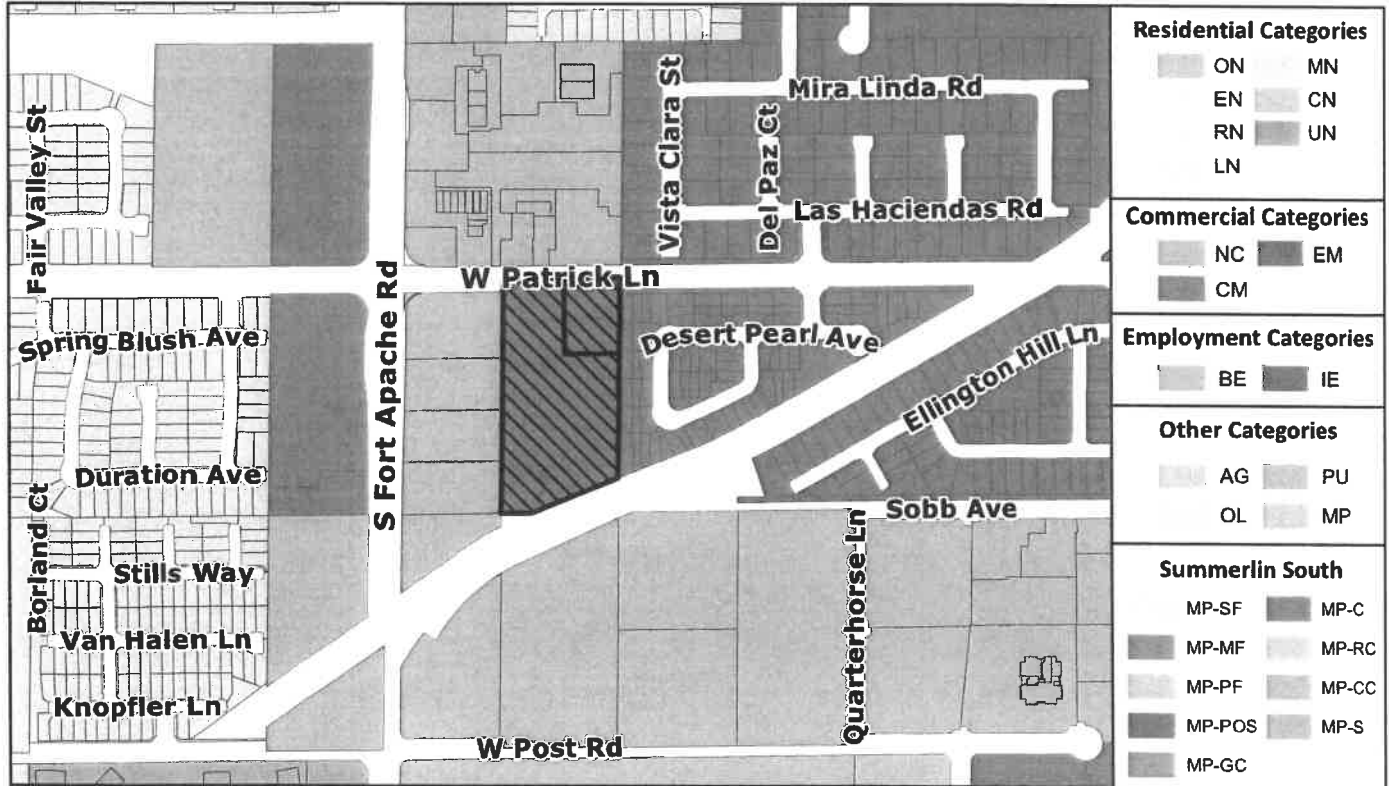 Fair Valley St
Vista Clara St
Mira Linda Rd
Del Paz Ct
Las Haciendas Rd
W Patrick Ln
S Fort Apache Rd
Spring Blush Ave
Desert Pearl Ave
Ellington Hill Ln
Duration Ave
Borland Ct
Sobb Ave
Stills Way
Quarterhorse Ln
Van Halen Ln
Knopfler Ln
W Post Rd
Residential Categories
ON MN
EN CN
RN UN
LN
Commercial Categories
NC EM
CM
Employment Categories
BE IE
Other Categories
AG PU
OL MP
Summerlin South
MP-SF MP-C
MP-MF MP-RC
MP-PF MP-CC
MP-POS MP-S
MP-GC